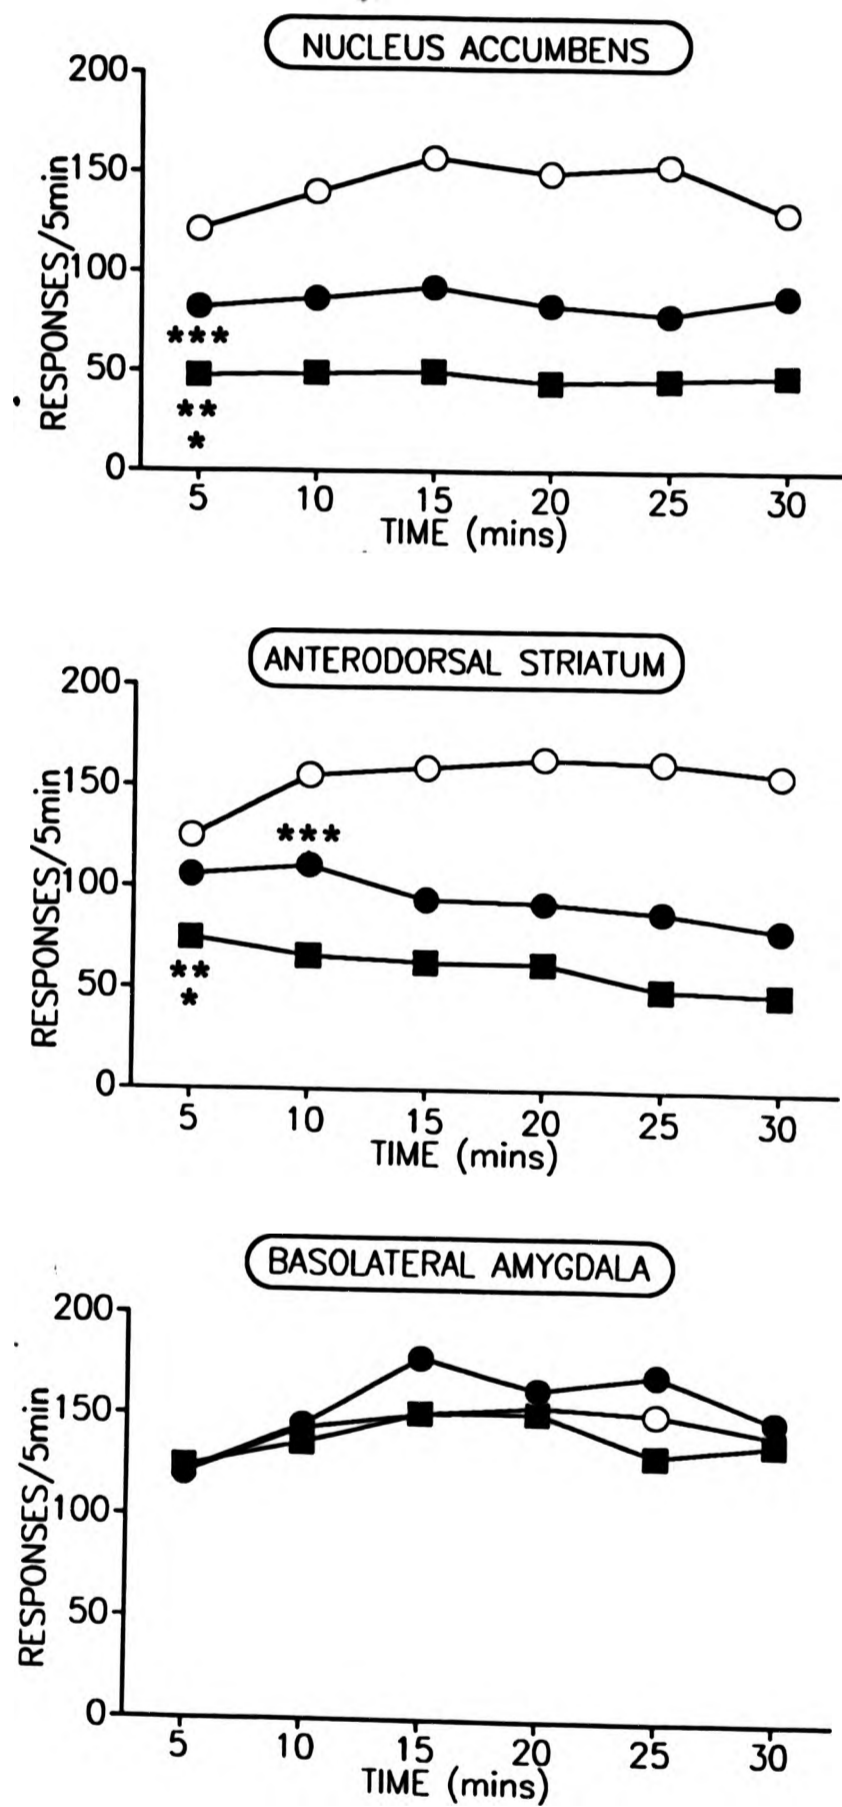 NUCLEUS ACCUMBENS
200
150
100
50
0
RESPONSES/5min
***
**
*
5 10 15 20 25 30
TIME (mins)
ANTERODORSAL STRIATUM
200
150
100
50
0
RESPONSES/5min
***
**
*
5 10 15 20 25 30
TIME (mins)
BASOLATERAL AMYGDALA
200
150
100
50
0
RESPONSES/5min
5 10 15 20 25 30
TIME (mins)